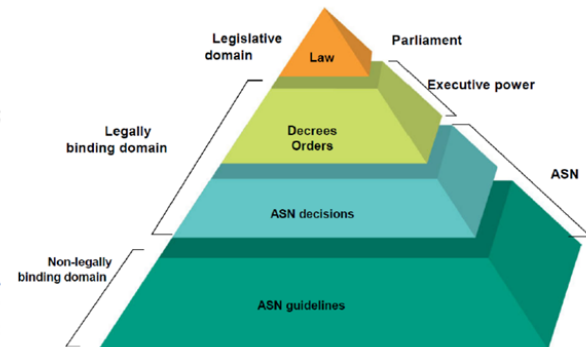 Legislative
domain
Law
Parliament
Executive power
Legally
binding domain
Decrees
Orders
ASN
ASN decisions
Non-legally
binding domain
ASN guidelines